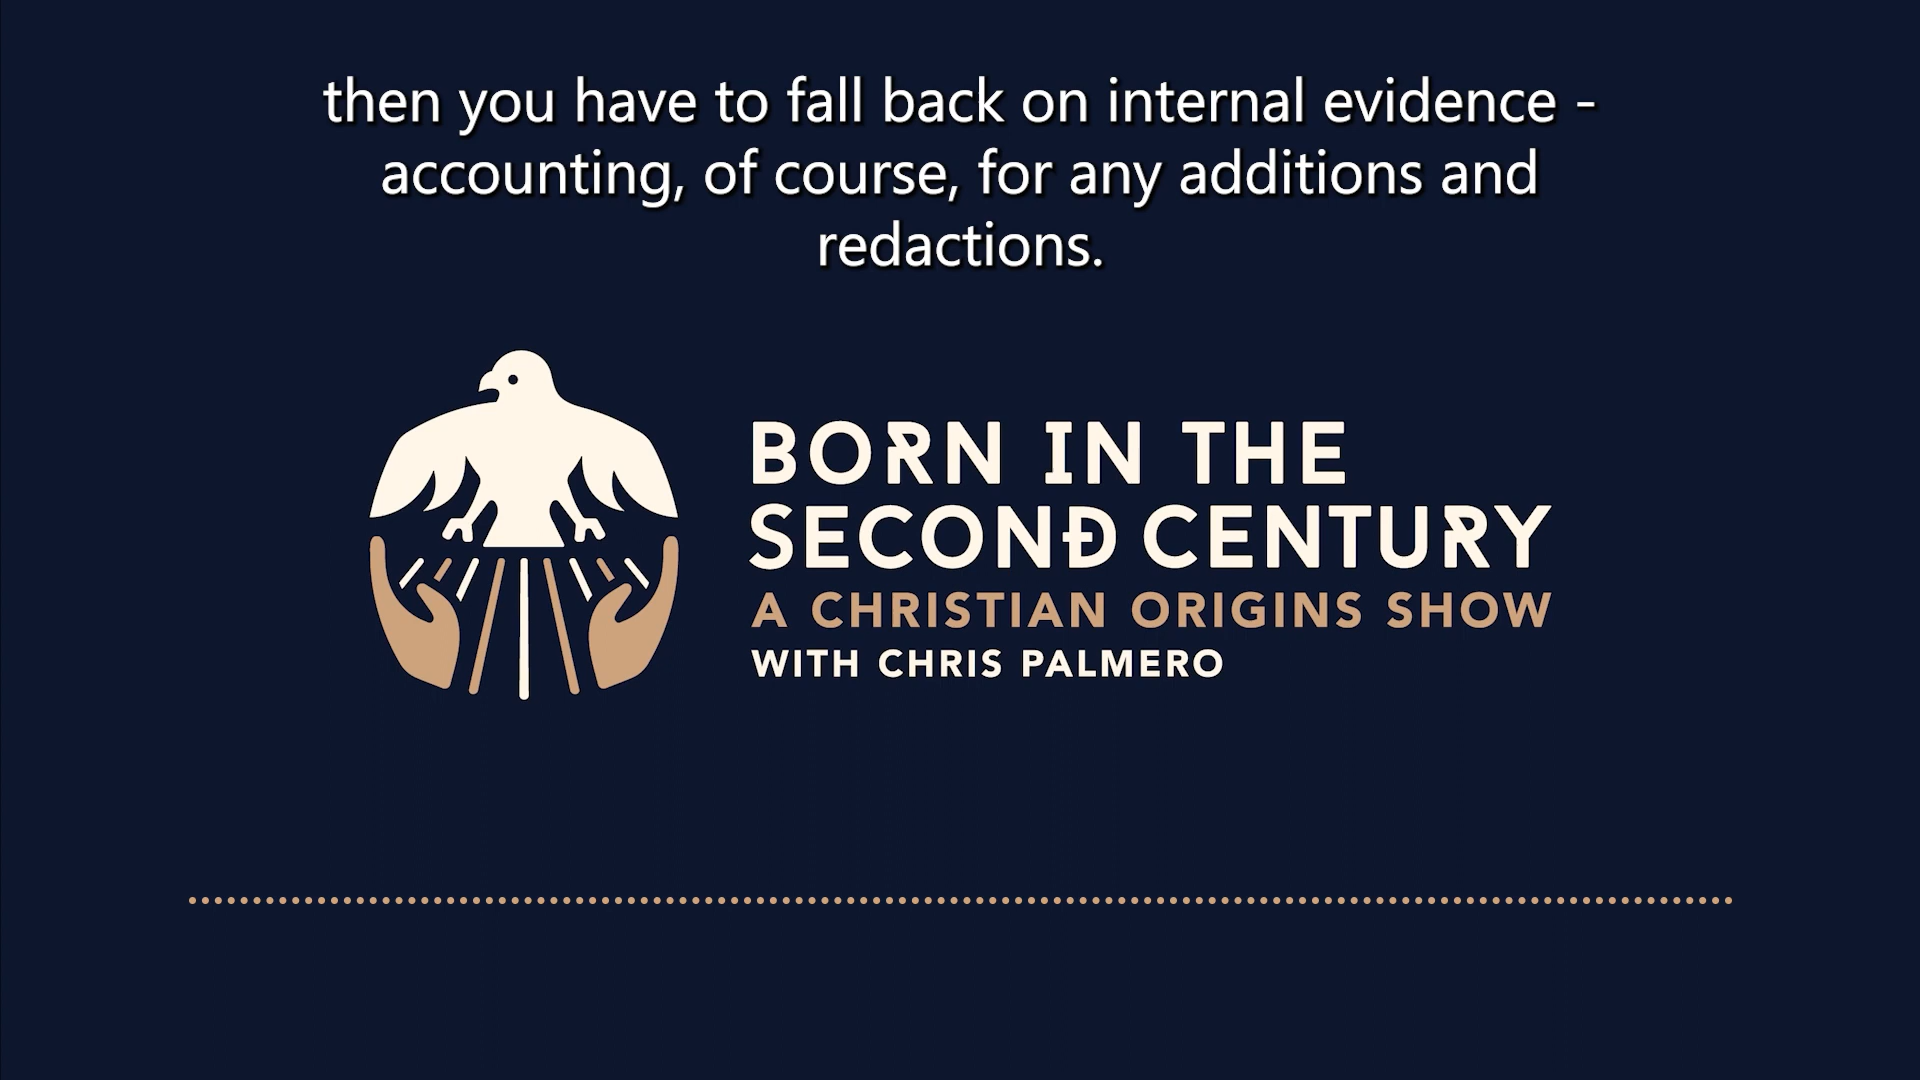 then you have to fall back on internal evidence -
accounting, of course, for any additions and
redactions.
BORN IN THE
SECOND CENTURY
A CHRISTIAN ORIGINS SHOW
WITH CHRIS PALMERO